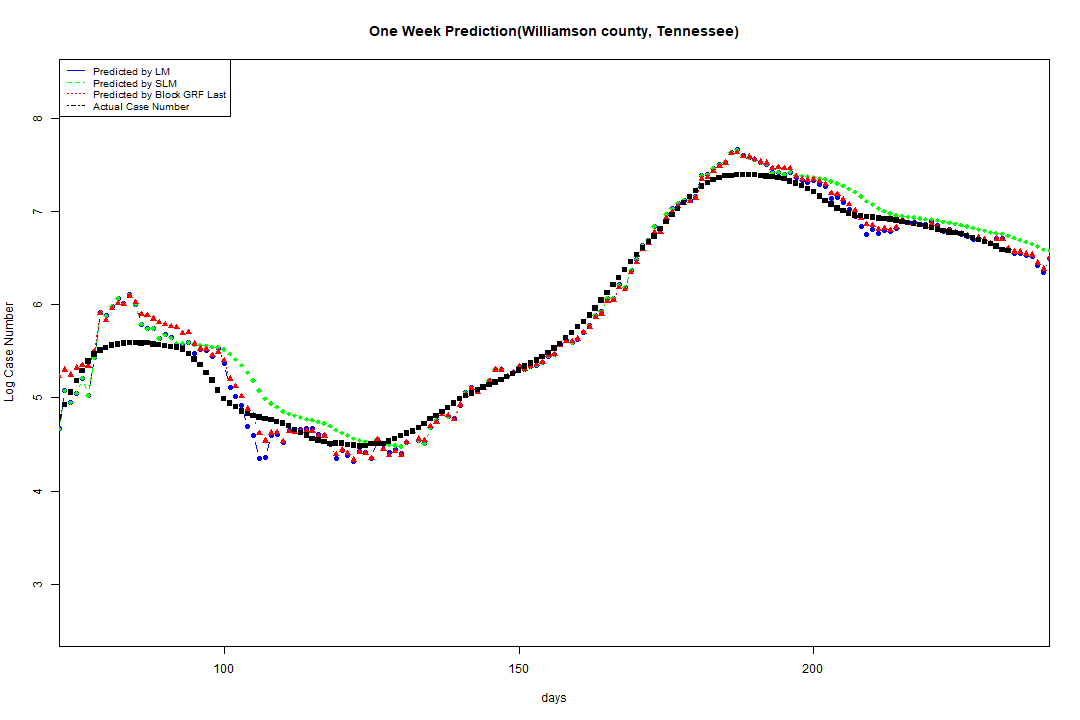 One Week Prediction(Williamson county, Tennessee)
Predicted by LM
Predicted by SLM
Predicted by Block GRF Last
Actual Case Number
8
7
6
5
4
3
Log Case Number
100 150 200
days